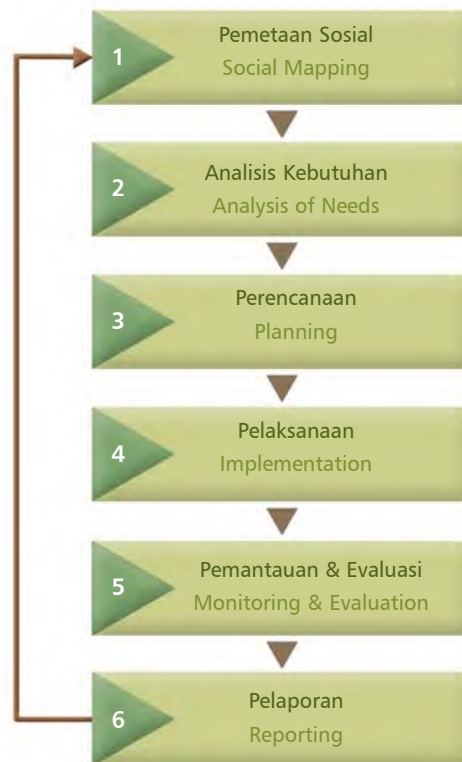 1
Pemetaan Sosial
Social Mapping
2
Analisis Kebutuhan
Analysis of Needs
3
Perencanaan
Planning
4
Pelaksanaan
Implementation
5
Pemantauan & Evaluasi
Monitoring & Evaluation
6
Pelaporan
Reporting